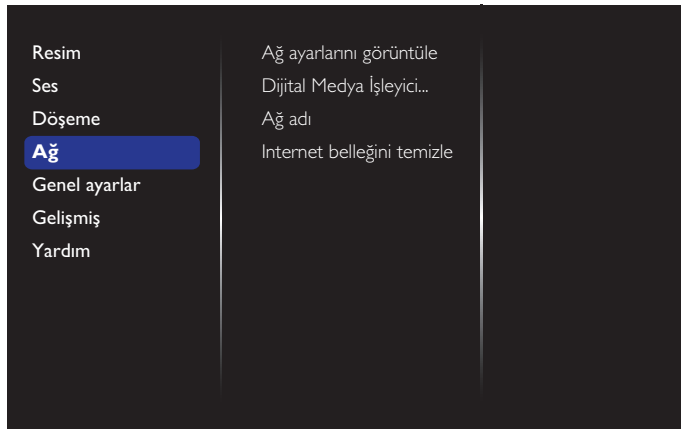 Resim
Ses
Döşeme
Ağ
Genel ayarlar
Gelişmiş
Yardım
Ağ ayarlarını görüntüle
Dijital Medya İşleyici...
Ağ adı
Internet belleğini temizle